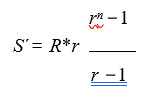 rⁿ − 1
S´= R*r
r − 1